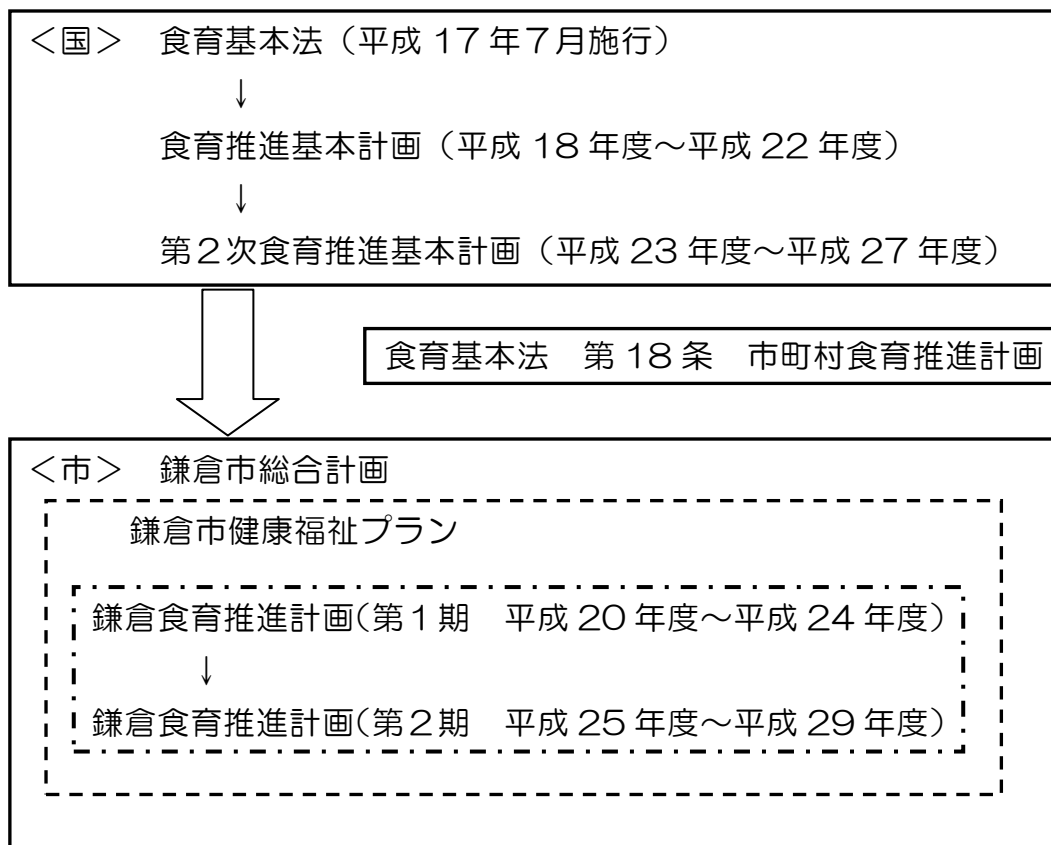 ＜国＞　食育基本法（平成 17 年７月施行）
↓
食育推進基本計画（平成 18 年度～平成 22 年度）
↓
第２次食育推進基本計画（平成 23 年度～平成 27 年度）
食育基本法　第 18 条　市町村食育推進計画
＜市＞　鎌倉市総合計画
鎌倉市健康福祉プラン
鎌倉食育推進計画(第１期　平成 20 年度～平成 24 年度)
↓
鎌倉食育推進計画(第２期　平成 25 年度～平成 29 年度)